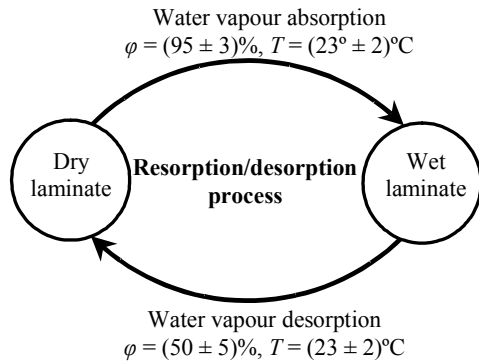 Water vapour absorption
φ = (95 ± 3)%, T = (23º ± 2)ºC
Dry
laminate
Resorption/desorption
process
Wet
laminate
Water vapour desorption
φ = (50 ± 5)%, T = (23 ± 2)ºC